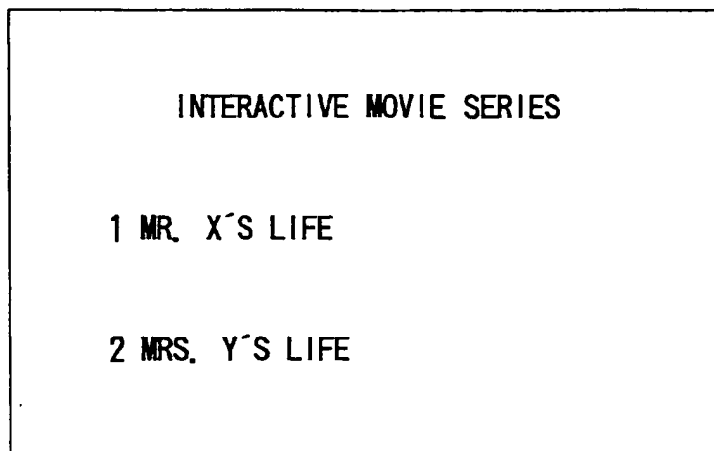 INTERACTIVE MOVIE SERIES
1 MR. X´S LIFE
2 MRS. Y´S LIFE